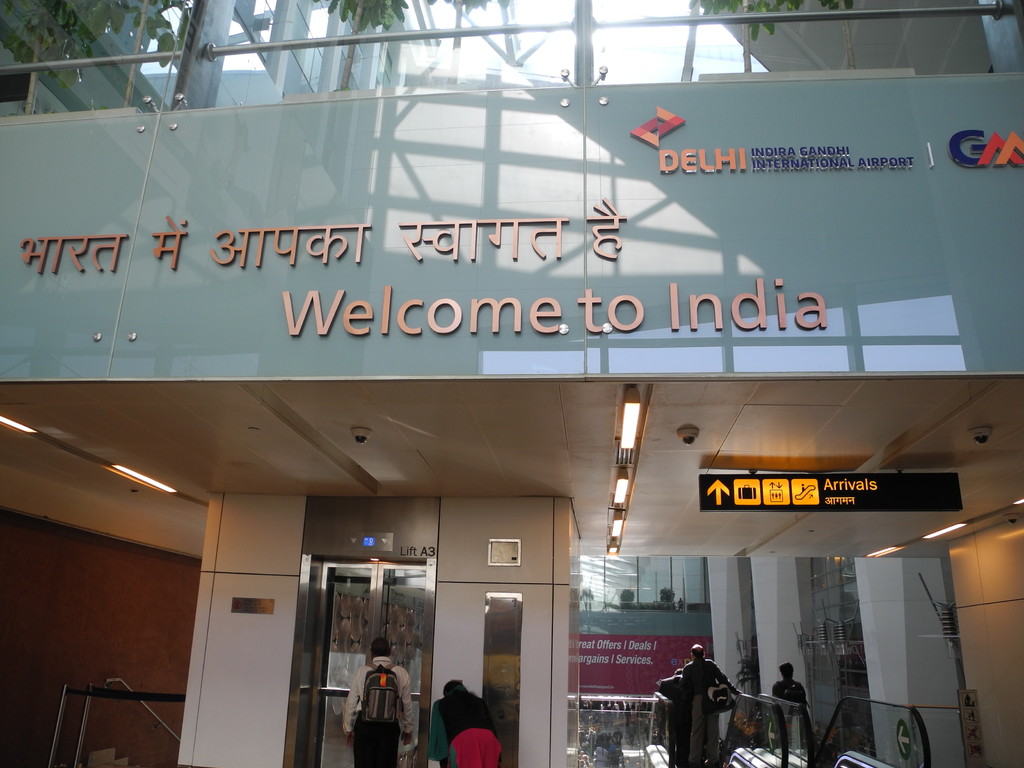 DELHI INDIRA GANDHI
INTERNATIONAL AIRPORT
GM
भारत में आपका स्वागत है
Welcome to India
Arrivals
आगमन
Lift A3
reat Offers | Deals |
argains | Services.